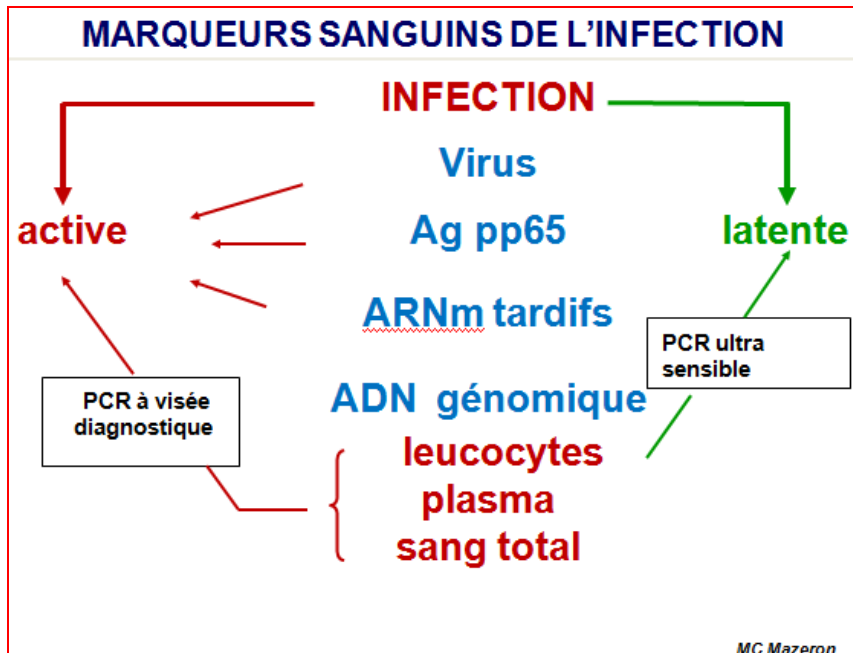 MARQUEURS SANGUINS DE L'INFECTION
INFECTION
Virus
active
Ag pp65
latente
ARNm tardifs
PCR ultra
sensible
PCR à visée
diagnostique
ADN génomique
leucocytes
plasma
sang total
MC Mazeron